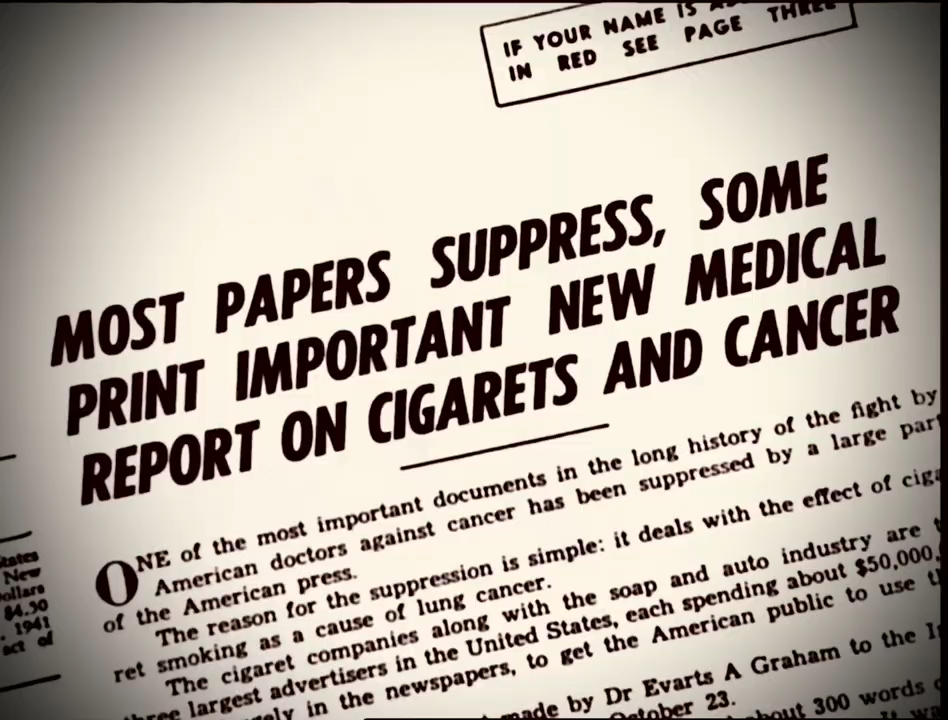 IF YOUR NAME IS
IN RED SEE PAGE THREE
MOST PAPERS SUPPRESS, SOME
PRINT IMPORTANT NEW MEDICAL
REPORT ON CIGARETS AND CANCER
ONE of the most important documents in the long history of the fight by
American doctors against cancer has been suppressed by a large part
of the American press.
The reason for the suppression is simple: it deals with the effect of ciga
ret smoking as a cause of lung cancer.
The cigaret companies along with the soap and auto industry are
three largest advertisers in the United States, each spending about $50,000,
in the newspapers, to get the American public to use
made by Dr Evarts A Graham to the
October 23.
about 300 words
States
New
Dollars
$4.50
. 1941
act of